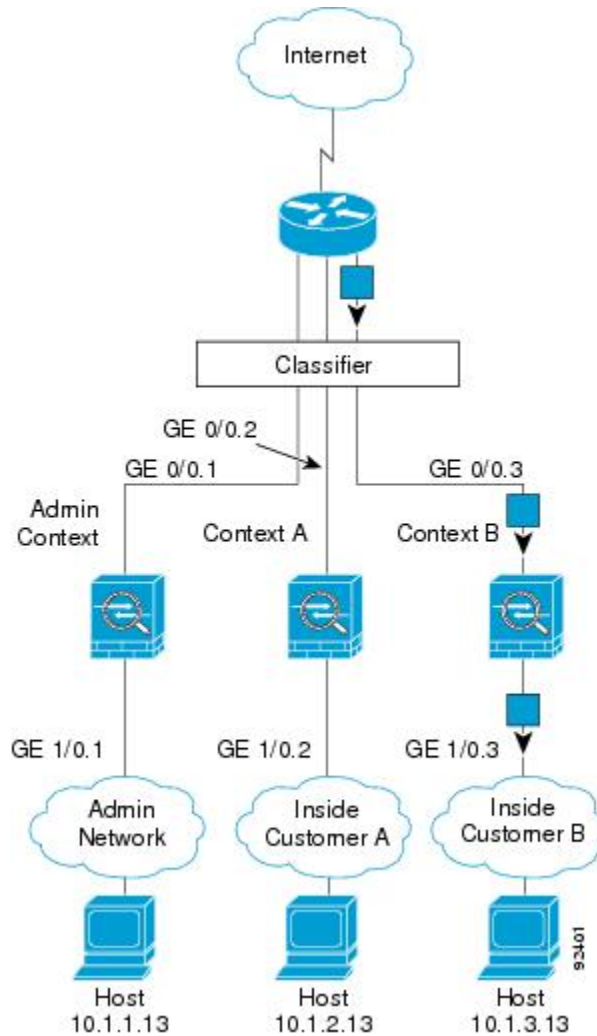 Internet
Classifier
GE 0/0.2
GE 0/0.1
GE 0/0.3
Admin
Context
Context A
Context B
GE 1/0.1
GE 1/0.2
GE 1/0.3
Admin
Network
Inside
Customer A
Inside
Customer B
92401
Host
10.1.1.13
Host
10.1.2.13
Host
10.1.3.13